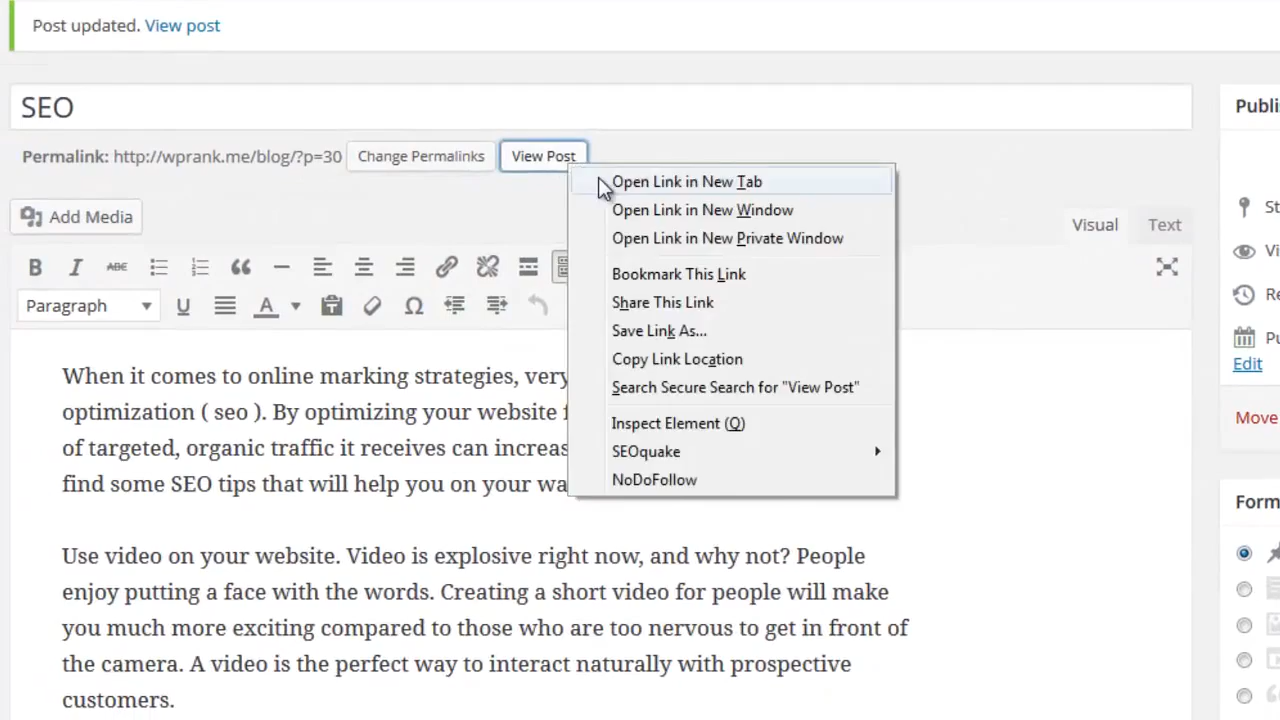 Post updated. View post
SEO
Permalink: http://wprank.me/blog/?p=30 Change Permalinks View Post
Open Link in New Tab
Open Link in New Window
Open Link in New Private Window
Bookmark This Link
Share This Link
Save Link As...
Copy Link Location
Search Secure Search for "View Post"
Inspect Element (Q)
SEOquake
NoDoFollow
Add Media
Visual Text
B I ABC
Paragraph U A Ω
When it comes to online marking strategies, very
optimization ( seo ). By optimizing your website
of targeted, organic traffic it receives can increas
find some SEO tips that will help you on your wa
Use video on your website. Video is explosive right now, and why not? People
enjoy putting a face with the words. Creating a short video for people will make
you much more exciting compared to those who are too nervous to get in front of
the camera. A video is the perfect way to interact naturally with prospective
customers.
Publi
St
Vi
Re
Pu
Edit
Move
Form